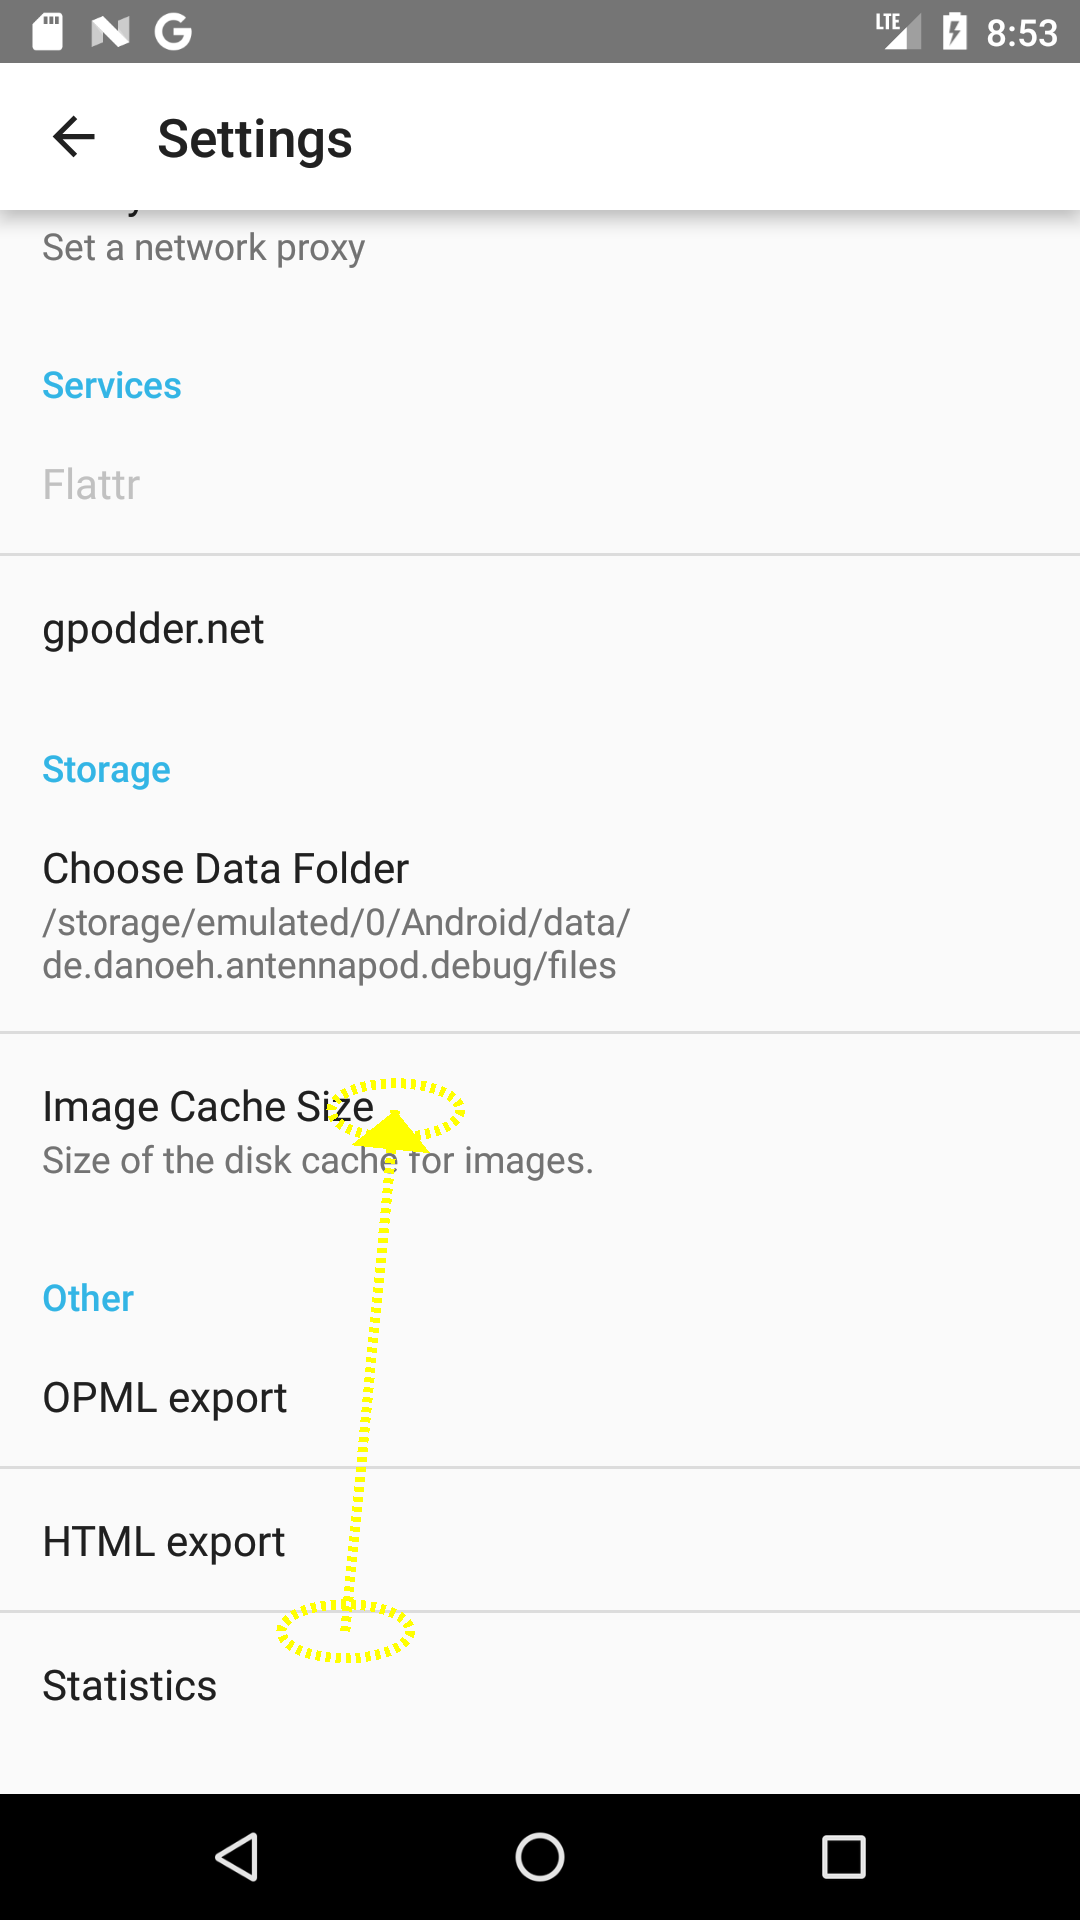 LTE 8:53
Settings
Set a network proxy
Services
Flattr
gpodder.net
Storage
Choose Data Folder
/storage/emulated/0/Android/data/
de.danoeh.antennapod.debug/files
Image Cache Size
Size of the disk cache for images.
Other
OPML export
HTML export
Statistics